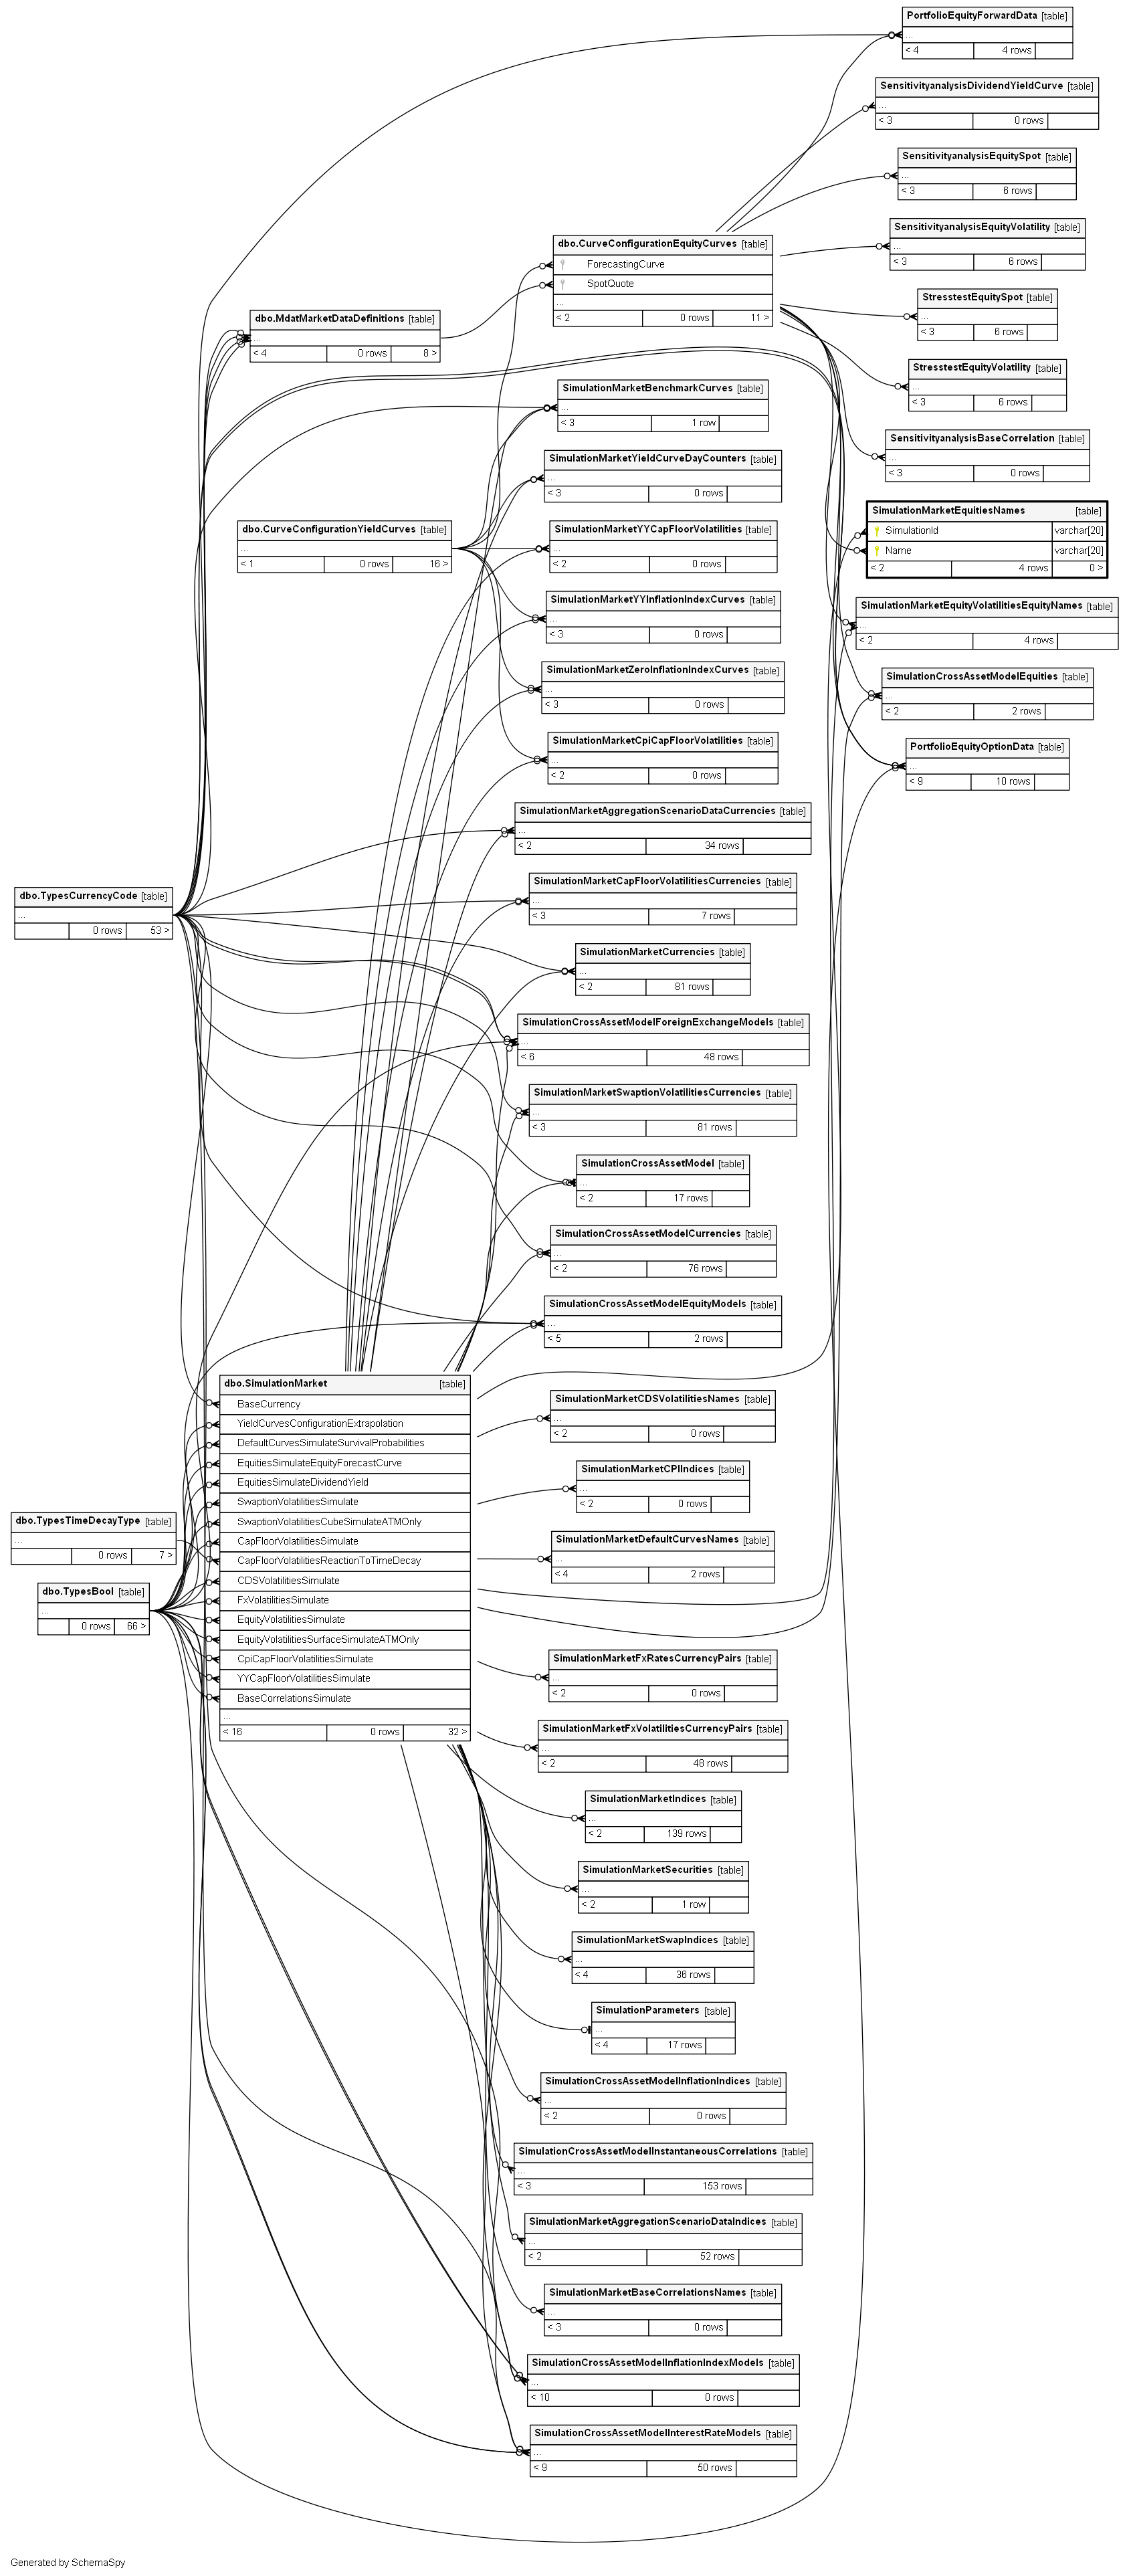 PortfolioEquityForwardData [table]
...
< 4 4 rows
SensitivityanalysisDividendYieldCurve [table]
...
< 3 0 rows
SensitivityanalysisEquitySpot [table]
...
< 3 6 rows
SensitivityanalysisEquityVolatility [table]
...
< 3 6 rows
dbo.CurveConfigurationEquityCurves [table]
ForecastingCurve
SpotQuote
...
< 2 0 rows 11 >
StresstestEquitySpot [table]
...
< 3 6 rows
dbo.MdatMarketDataDefinitions [table]
...
< 4 0 rows 8 >
StresstestEquityVolatility [table]
...
< 3 6 rows
SimulationMarketBenchmarkCurves [table]
...
< 3 1 row
SensitivityanalysisBaseCorrelation [table]
...
< 3 0 rows
SimulationMarketYieldCurveDayCounters [table]
...
< 3 0 rows
SimulationMarketEquitiesNames [table]
SimulationId varchar[20]
Name varchar[20]
< 2 4 rows 0 >
dbo.CurveConfigurationYieldCurves [table]
...
< 1 0 rows 16 >
SimulationMarketYYCapFloorVolatilities [table]
...
< 2 0 rows
SimulationMarketYYInflationIndexCurves [table]
...
< 3 0 rows
SimulationMarketEquityVolatilitiesEquityNames [table]
...
< 2 4 rows
SimulationMarketZeroInflationIndexCurves [table]
...
< 3 0 rows
SimulationCrossAssetModelEquities [table]
...
< 2 2 rows
SimulationMarketCpiCapFloorVolatilities [table]
...
< 2 0 rows
PortfolioEquityOptionData [table]
...
< 9 10 rows
SimulationMarketAggregationScenarioDataCurrencies [table]
...
< 2 34 rows
SimulationMarketCapFloorVolatilitiesCurrencies [table]
...
< 3 7 rows
dbo.TypesCurrencyCode [table]
...
0 rows 53 >
SimulationMarketCurrencies [table]
...
< 2 81 rows
SimulationCrossAssetModelForeignExchangeModels [table]
...
< 6 48 rows
SimulationMarketSwaptionVolatilitiesCurrencies [table]
...
< 3 81 rows
SimulationCrossAssetModel [table]
...
< 2 17 rows
SimulationCrossAssetModelCurrencies [table]
...
< 2 76 rows
SimulationCrossAssetModelEquityModels [table]
...
< 5 2 rows
dbo.SimulationMarket [table]
BaseCurrency
YieldCurvesConfigurationExtrapolation
DefaultCurvesSimulateSurvivalProbabilities
EquitiesSimulateEquityForecastCurve
EquitiesSimulateDividendYield
SwaptionVolatilitiesSimulate
SwaptionVolatilitiesCubeSimulateATMOnly
CapFloorVolatilitiesSimulate
CapFloorVolatilitiesReactionToTimeDecay
CDSVolatilitiesSimulate
FxVolatilitiesSimulate
EquityVolatilitiesSimulate
EquityVolatilitiesSurfaceSimulateATMOnly
CpiCapFloorVolatilitiesSimulate
YYCapFloorVolatilitiesSimulate
BaseCorrelationsSimulate
...
< 16 0 rows 32 >
SimulationMarketCDSVolatilitiesNames [table]
...
< 2 0 rows
SimulationMarketCPIIndices [table]
...
< 2 0 rows
dbo.TypesTimeDecayType [table]
...
0 rows 7 >
SimulationMarketDefaultCurvesNames [table]
...
< 4 2 rows
dbo.TypesBool [table]
...
0 rows 66 >
SimulationMarketFxRatesCurrencyPairs [table]
...
< 2 0 rows
SimulationMarketFxVolatilitiesCurrencyPairs [table]
...
< 2 48 rows
SimulationMarketIndices [table]
...
< 2 139 rows
SimulationMarketSecurities [table]
...
< 2 1 row
SimulationMarketSwapIndices [table]
...
< 4 36 rows
SimulationParameters [table]
...
< 4 17 rows
SimulationCrossAssetModelInflationIndices [table]
...
< 2 0 rows
SimulationCrossAssetModelInstantaneousCorrelations [table]
...
< 3 153 rows
SimulationMarketAggregationScenarioDataIndices [table]
...
< 2 52 rows
SimulationMarketBaseCorrelationsNames [table]
...
< 3 0 rows
SimulationCrossAssetModelInflationIndexModels [table]
...
< 10 0 rows
SimulationCrossAssetModelInterestRateModels [table]
...
< 9 50 rows
Generated by SchemaSpy